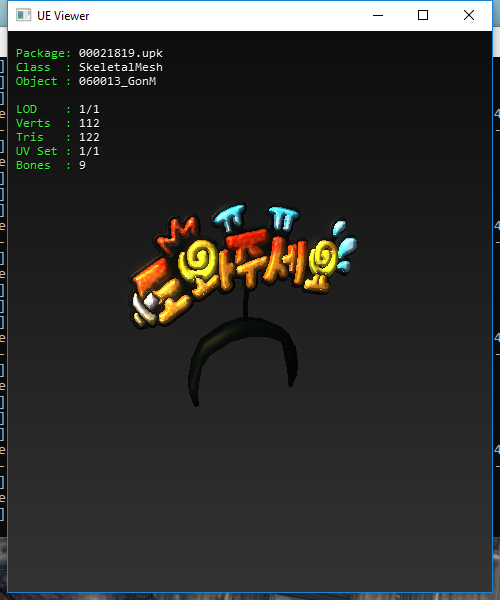 UE Viewer
Package: 00021819.upk
Class : SkeletalMesh
Object : 060013_GonM
LOD : 1/1
Verts : 112
Tris : 122
UV Set : 1/1
Bones : 9
ㅠ ㅠ
도와주세요